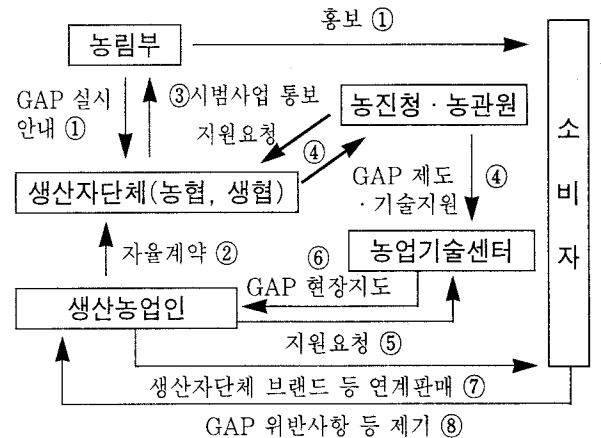 홍보 ①
농림부
GAP 실시
안내 ①
③시범사업 통보
지원요청
④
농진청 · 농관원
GAP 제도
· 기술지원
④
소비자
생산자단체(농협, 생협)
자율계약 ②
⑥
농업기술센터
GAP 현장지도
생산농업인
지원요청 ⑤
생산자단체 브랜드 등 연계판매 ⑦
GAP 위반사항 등 제기 ⑧